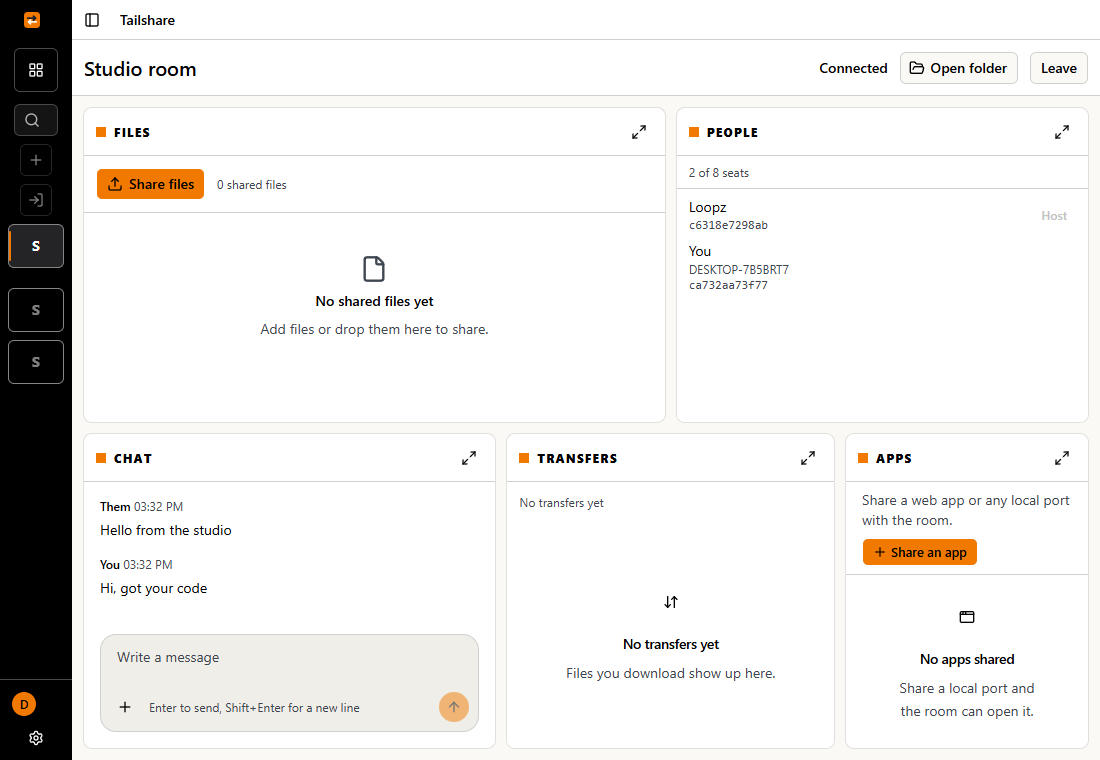 Tailshare
Studio room
Connected
Open folder
Leave
FILES
Share files
0 shared files
No shared files yet
Add files or drop them here to share.
PEOPLE
2 of 8 seats
Loopz
c6318e7298ab
Host
You
DESKTOP-7B5BRT7
ca732aa73f77
S
S
S
D
CHAT
Them 03:32 PM
Hello from the studio
You 03:32 PM
Hi, got your code
Write a message
Enter to send, Shift+Enter for a new line
TRANSFERS
No transfers yet
No transfers yet
Files you download show up here.
APPS
Share a web app or any local port
with the room.
Share an app
No apps shared
Share a local port and
the room can open it.